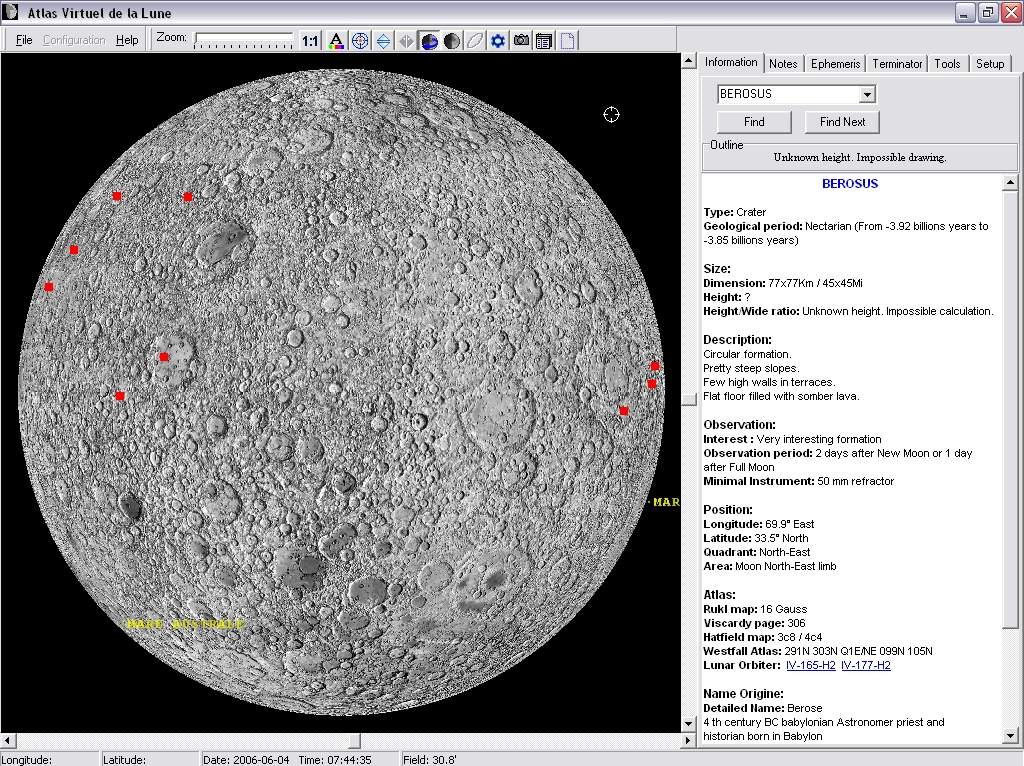 Atlas Virtuel de la Lune
File Configuration Help Zoom: 1:1 A
Information Notes Ephemeris Terminator Tools Setup
BEROSUS
Find Find Next
Outline
Unknown height. Impossible drawing.
BEROSUS
Type: Crater
Geological period: Nectarian (From -3.92 billions years to
-3.85 billions years)
Size:
Dimension: 77x77Km / 45x45Mi
Height: ?
Height/Wide ratio: Unknown height. Impossible calculation.
Description:
Circular formation.
Pretty steep slopes.
Few high walls in terraces.
Flat floor filled with somber lava.
Observation:
Interest : Very interesting formation
Observation period: 2 days after New Moon or 1 day
after Full Moon
Minimal Instrument: 50 mm refractor
Position:
Longitude: 69.9° East
Latitude: 33.5° North
Quadrant: North-East
Area: Moon North-East limb
Atlas:
Rukl map: 16 Gauss
Viscardy page: 306
Hatfield map: 3c8 / 4c4
Westfall Atlas: 291N 303N Q1E/NE 099N 105N
Lunar Orbiter: IV-165-H2 IV-177-H2
Name Origine:
Detailed Name: Berose
4 th century BC babylonian Astronomer priest and
historian born in Babylon
MAR
MARE AUSTRALE
Longitude: Latitude: Date: 2006-06-04 Time: 07:44:35 Field: 30.8'